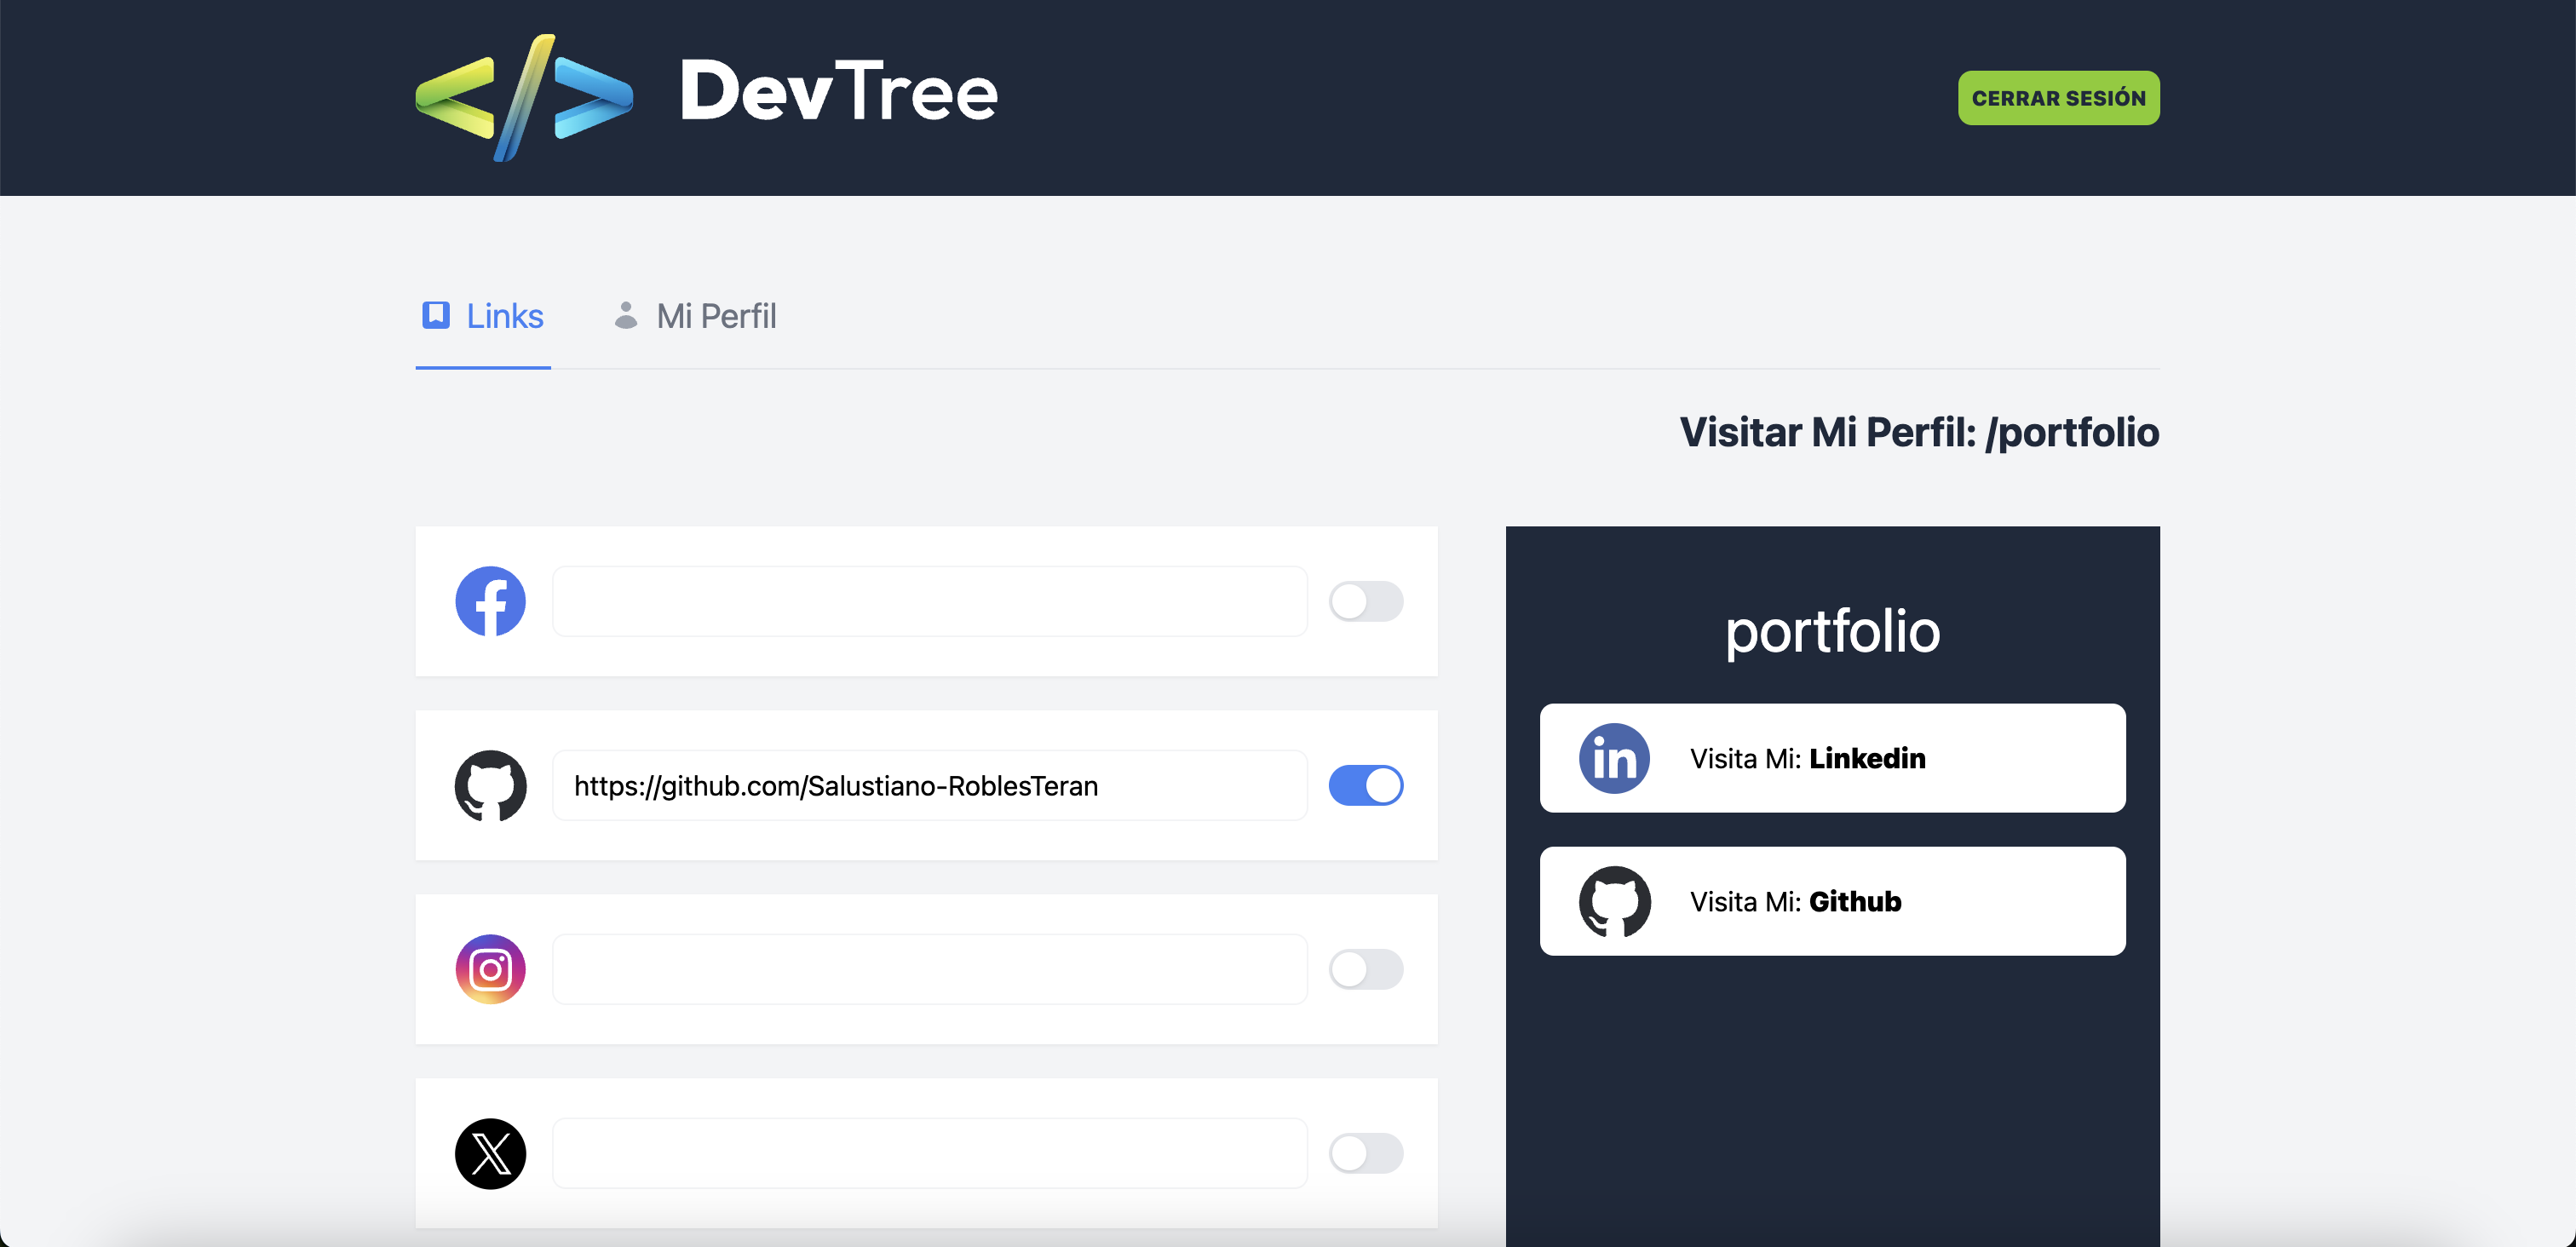 </> DevTree
CERRAR SESIÓN
Links
Mi Perfil
Visitar Mi Perfil: /portfolio
https://github.com/Salustiano-RoblesTeran
portfolio
Visita Mi: Linkedin
Visita Mi: Github